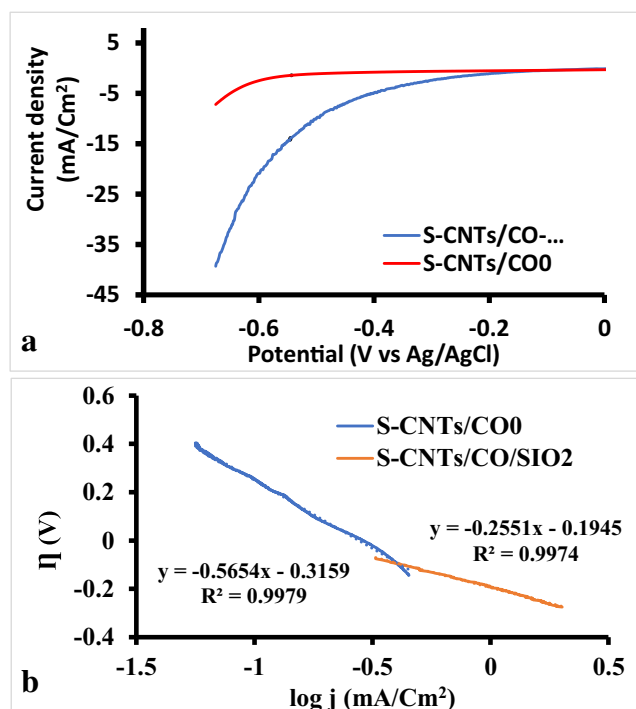 5
-5
-15
-25
-35
-45
Current density
(mA/Cm²)
S-CNTs/CO-...
S-CNTs/CO0
-0.8
-0.6
-0.4
-0.2
0
Potential (V vs Ag/AgCl)
a
0.6
0.4
0.2
0
-0.2
-0.4
η (V)
S-CNTs/CO0
S-CNTs/CO/SIO2
y = -0.2551x - 0.1945
R² = 0.9974
y = -0.5654x - 0.3159
R² = 0.9979
-1.5
-1
-0.5
0
0.5
log j (mA/Cm²)
b